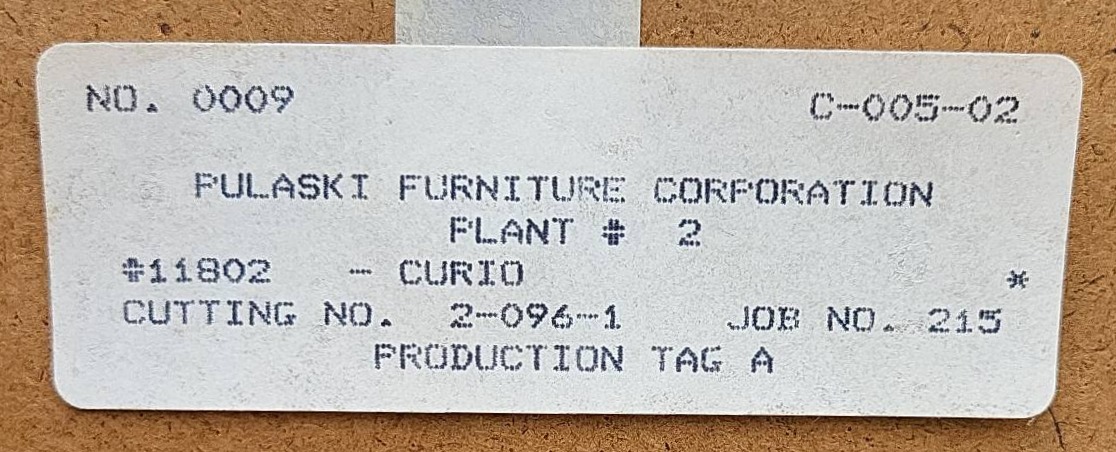 NO. 0009 C-005-02
PULASKI FURNITURE CORPORATION
PLANT # 2
#11802 - CURIO *
CUTTING NO. 2-096-1 JOB NO. 215
PRODUCTION TAG A